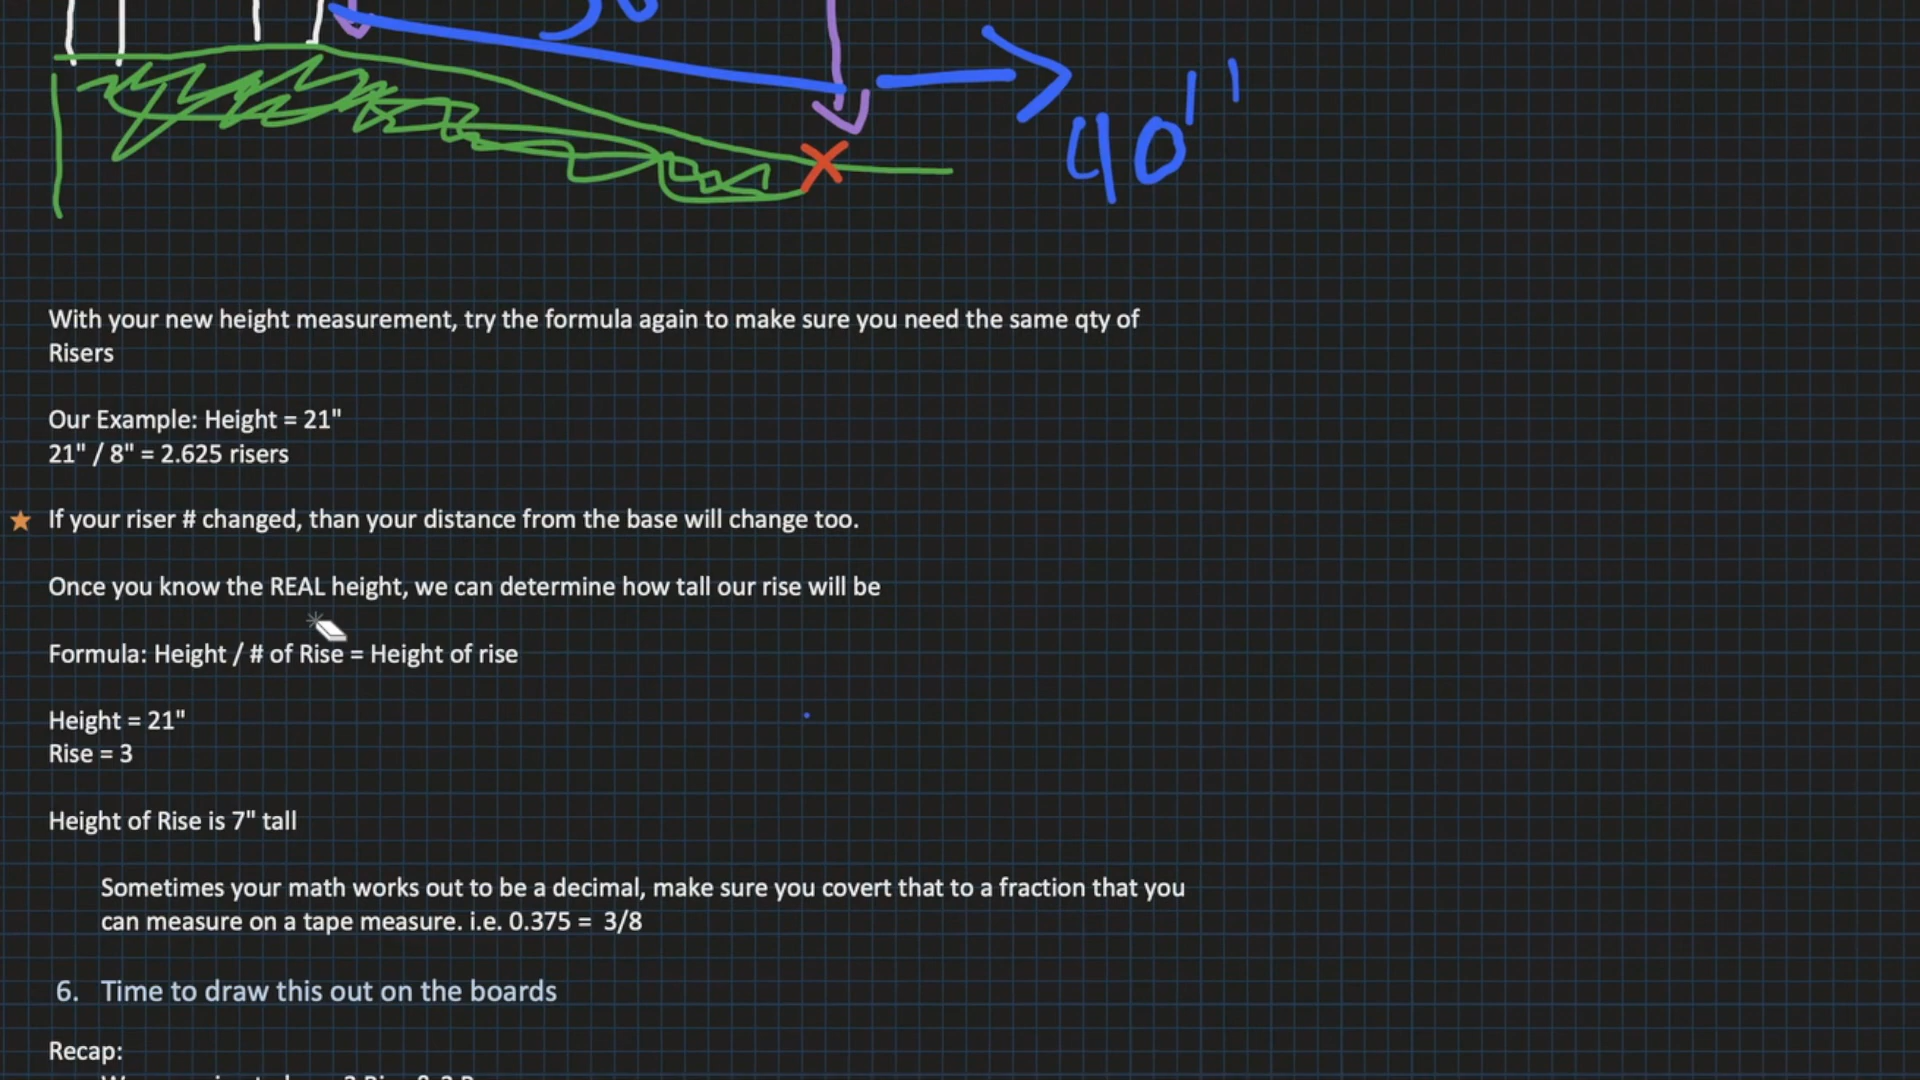 40''
With your new height measurement, try the formula again to make sure you need the same qty of
Risers
Our Example: Height = 21"
21" / 8" = 2.625 risers
If your riser # changed, than your distance from the base will change too.
Once you know the REAL height, we can determine how tall our rise will be
Formula: Height / # of Rise = Height of rise
Height = 21"
Rise = 3
Height of Rise is 7" tall
Sometimes your math works out to be a decimal, make sure you covert that to a fraction that you
can measure on a tape measure. i.e. 0.375 = 3/8
6. Time to draw this out on the boards
Recap: